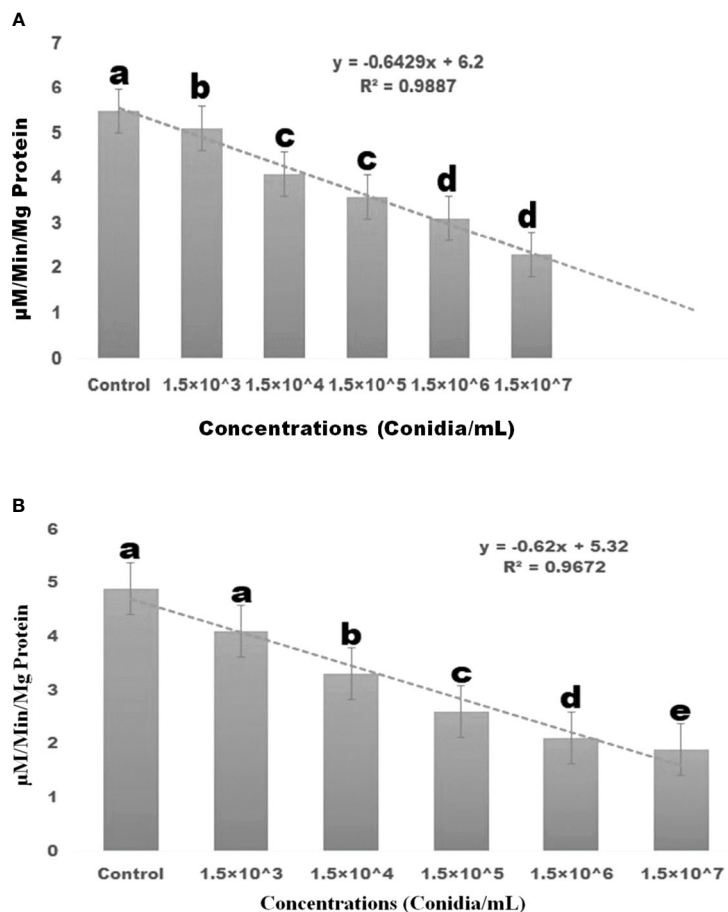 A
7
y = -0.6429x + 6.2
R² = 0.9887
6
a
b
5
c
c
4
d
d
3
2
1
0
µM/Min/Mg Protein
Control 1.5×10^3 1.5×10^4 1.5×10^5 1.5×10^6 1.5×10^7
Concentrations (Conidia/mL)
B
6
y = -0.62x + 5.32
R² = 0.9672
a
a
5
b
4
c
d
e
3
2
1
0
µM/Min/Mg Protein
Control 1.5×10^3 1.5×10^4 1.5×10^5 1.5×10^6 1.5×10^7
Concentrations (Conidia/mL)